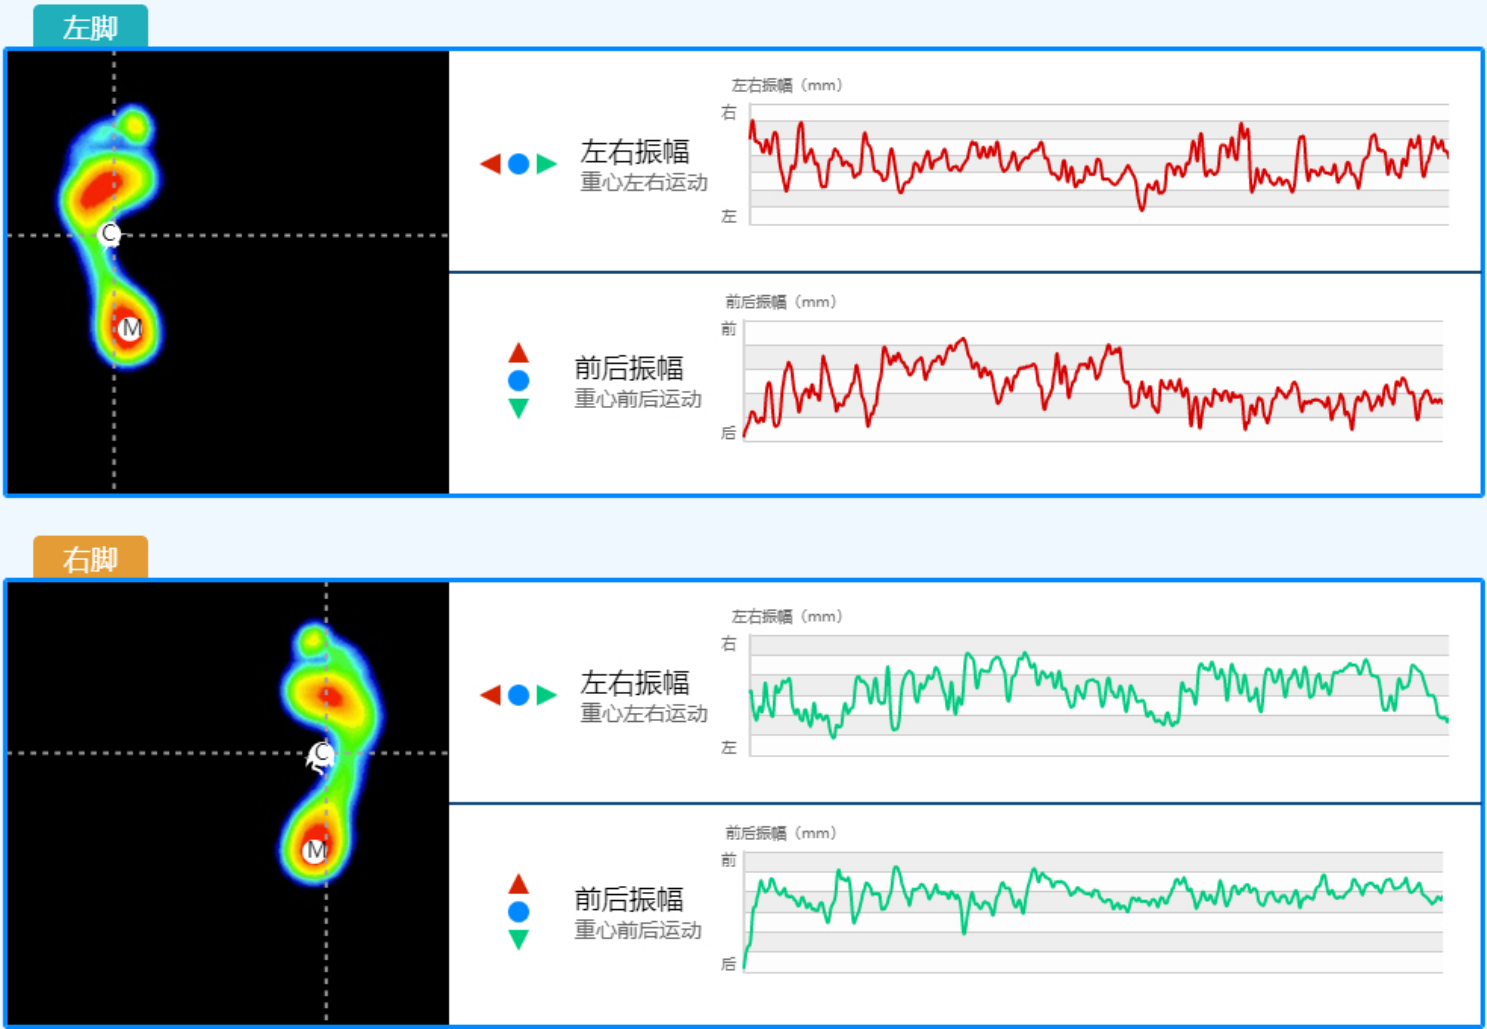 左脚
C
M
左右振幅
重心左右运动
左右振幅（mm）
右
左
前后振幅
重心前后运动
前后振幅（mm）
前
后
右脚
C
M
左右振幅
重心左右运动
左右振幅（mm）
右
左
前后振幅
重心前后运动
前后振幅（mm）
前
后